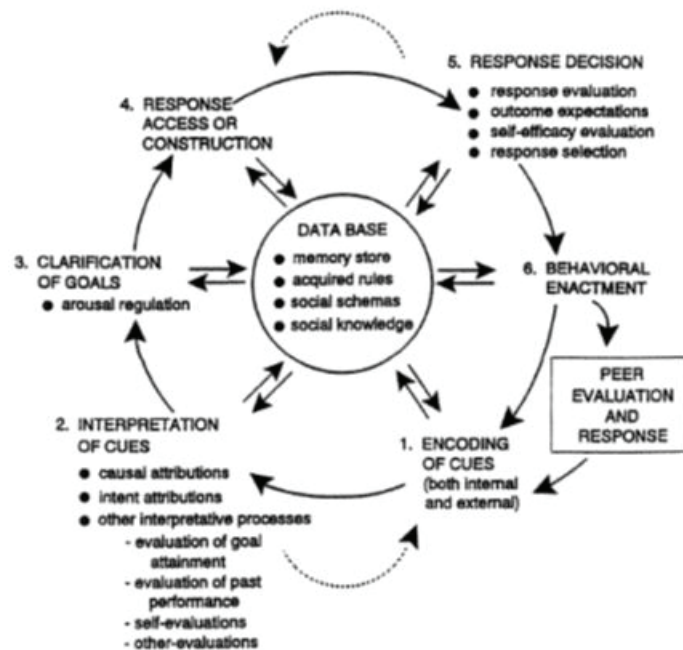 5. RESPONSE DECISION
● response evaluation
● outcome expectations
● self-efficacy evaluation
● response selection
4. RESPONSE
ACCESS OR
CONSTRUCTION
DATA BASE
● memory store
● acquired rules
● social schemas
● social knowledge
3. CLARIFICATION
OF GOALS
● arousal regulation
6. BEHAVIORAL
ENACTMENT
PEER
EVALUATION
AND
RESPONSE
2. INTERPRETATION
OF CUES
● causal attributions
● intent attributions
● other interpretative processes
- evaluation of goal
attainment
- evaluation of past
performance
- self-evaluations
- other-evaluations
1. ENCODING
OF CUES
(both internal
and external)